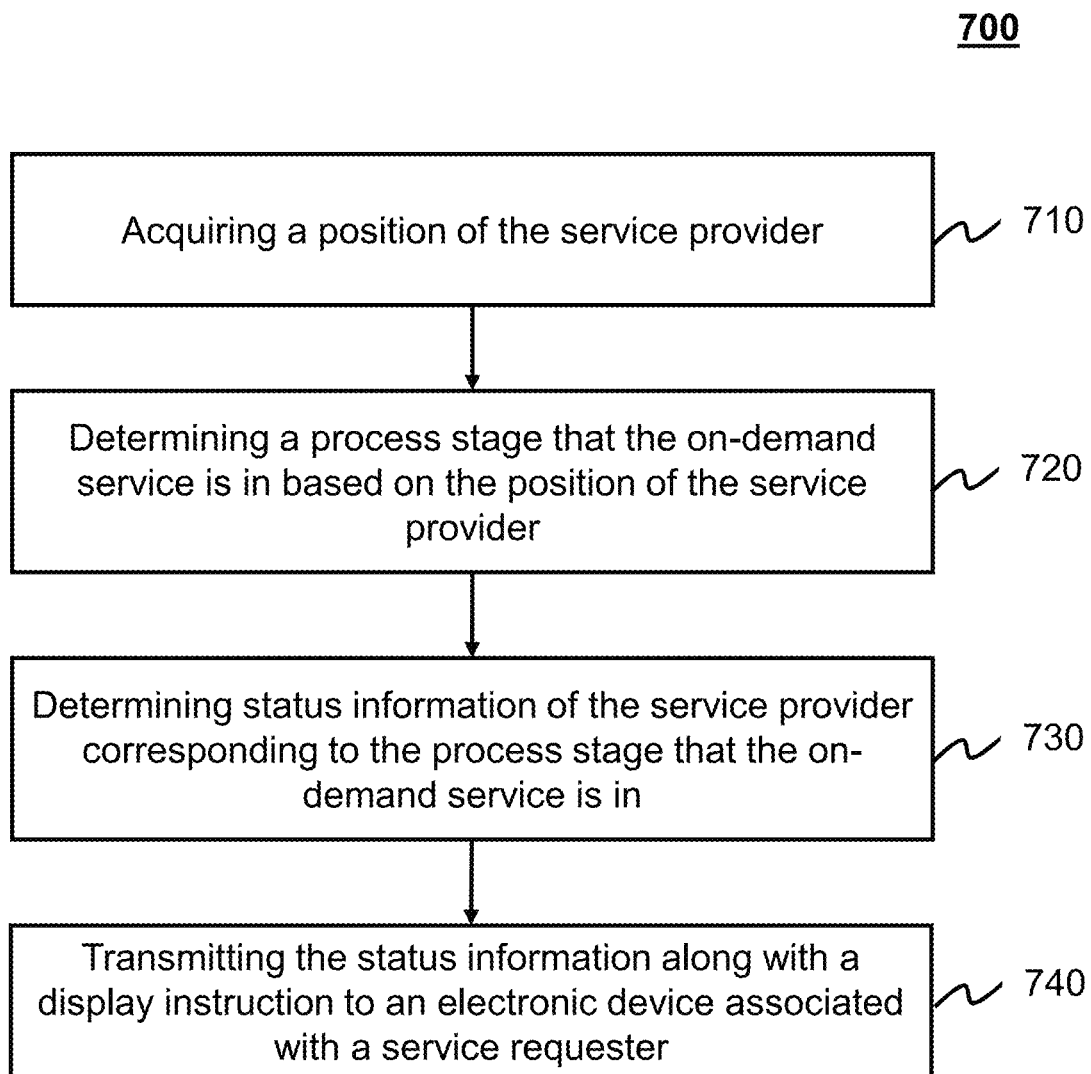 700
Acquiring a position of the service provider
710
Determining a process stage that the on-demand
service is in based on the position of the service
provider
720
Determining status information of the service provider
corresponding to the process stage that the on-
demand service is in
730
Transmitting the status information along with a
display instruction to an electronic device associated
with a service requester
740